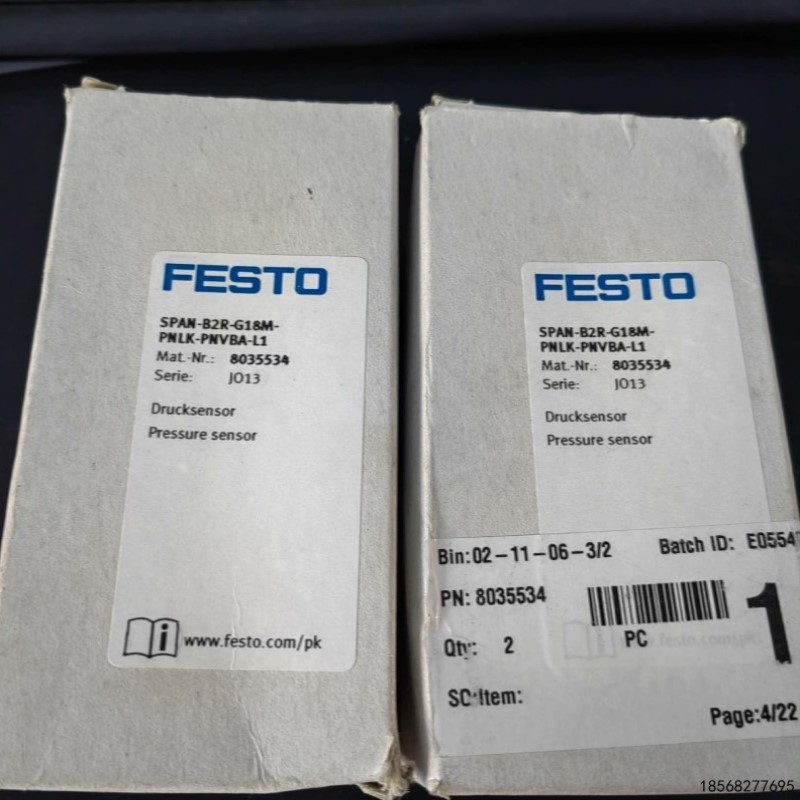 FESTO
SPAN-B2R-G18M-
PNLK-PNVBA-L1
Mat.-Nr.: 8035534
Serie: JO13
Drucksensor
Pressure sensor
www.festo.com/pk
FESTO
SPAN-B2R-G18M-
PNLK-PNVBA-L1
Mat.-Nr.: 8035534
Serie: JO13
Drucksensor
Pressure sensor
Bin:02-11-06-3/2 Batch ID: E0554
PN: 8035534
Qty: 2 PC 1
SO-Item:
Page:4/22
18568277695